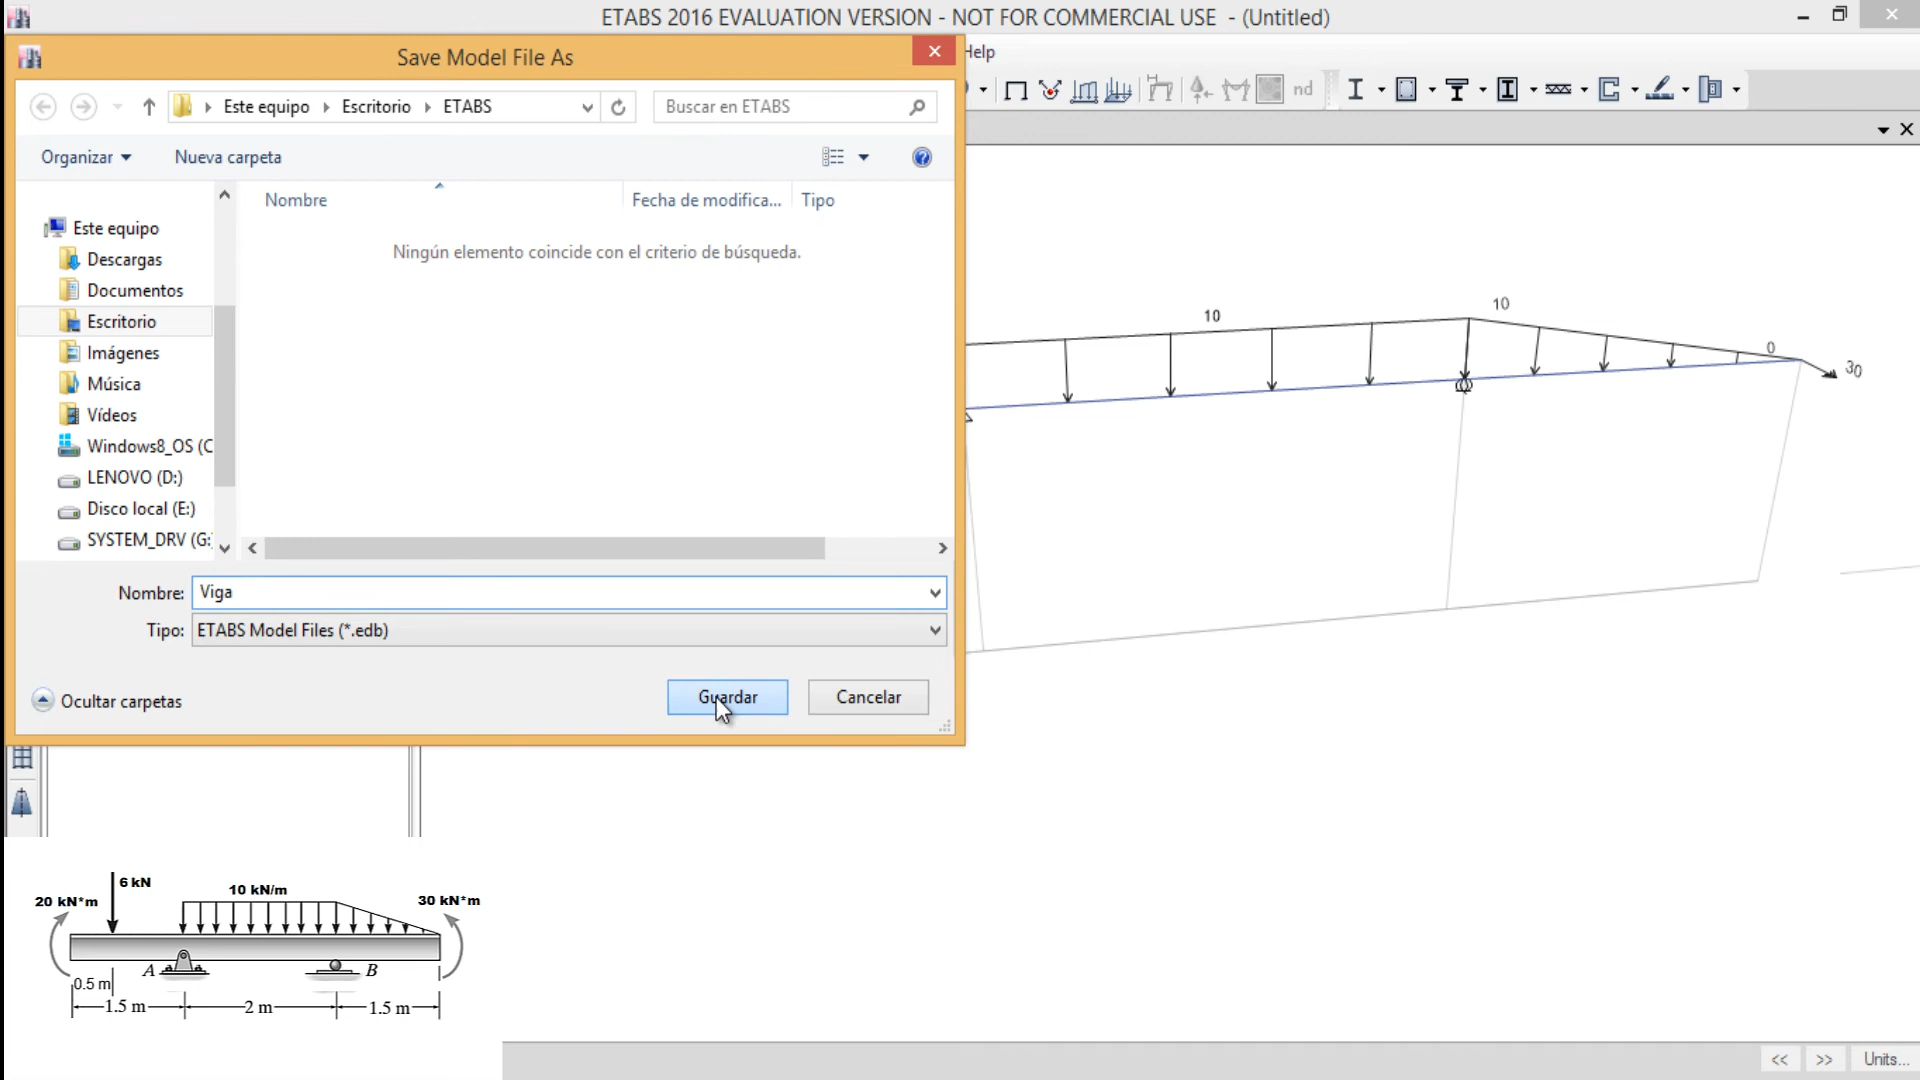 ETABS 2016 EVALUATION VERSION - NOT FOR COMMERCIAL USE - (Untitled)
Save Model File As
Help
Este equipo
Escritorio
ETABS
Buscar en ETABS
nd
Organizar
Nueva carpeta
Nombre
Fecha de modifica...
Tipo
Ningún elemento coincide con el criterio de búsqueda.
Este equipo
Descargas
Documentos
Escritorio
Imágenes
Música
Vídeos
Windows8_OS (C
LENOVO (D:)
Disco local (E:)
SYSTEM_DRV (G:
10
10
0
30
Nombre: Viga
Tipo: ETABS Model Files (*.edb)
Ocultar carpetas
Guardar
Cancelar
6 kN
20 kN*m
10 kN/m
30 kN*m
A
B
0.5 m
1.5 m
2 m
1.5 m
<< >> Units...